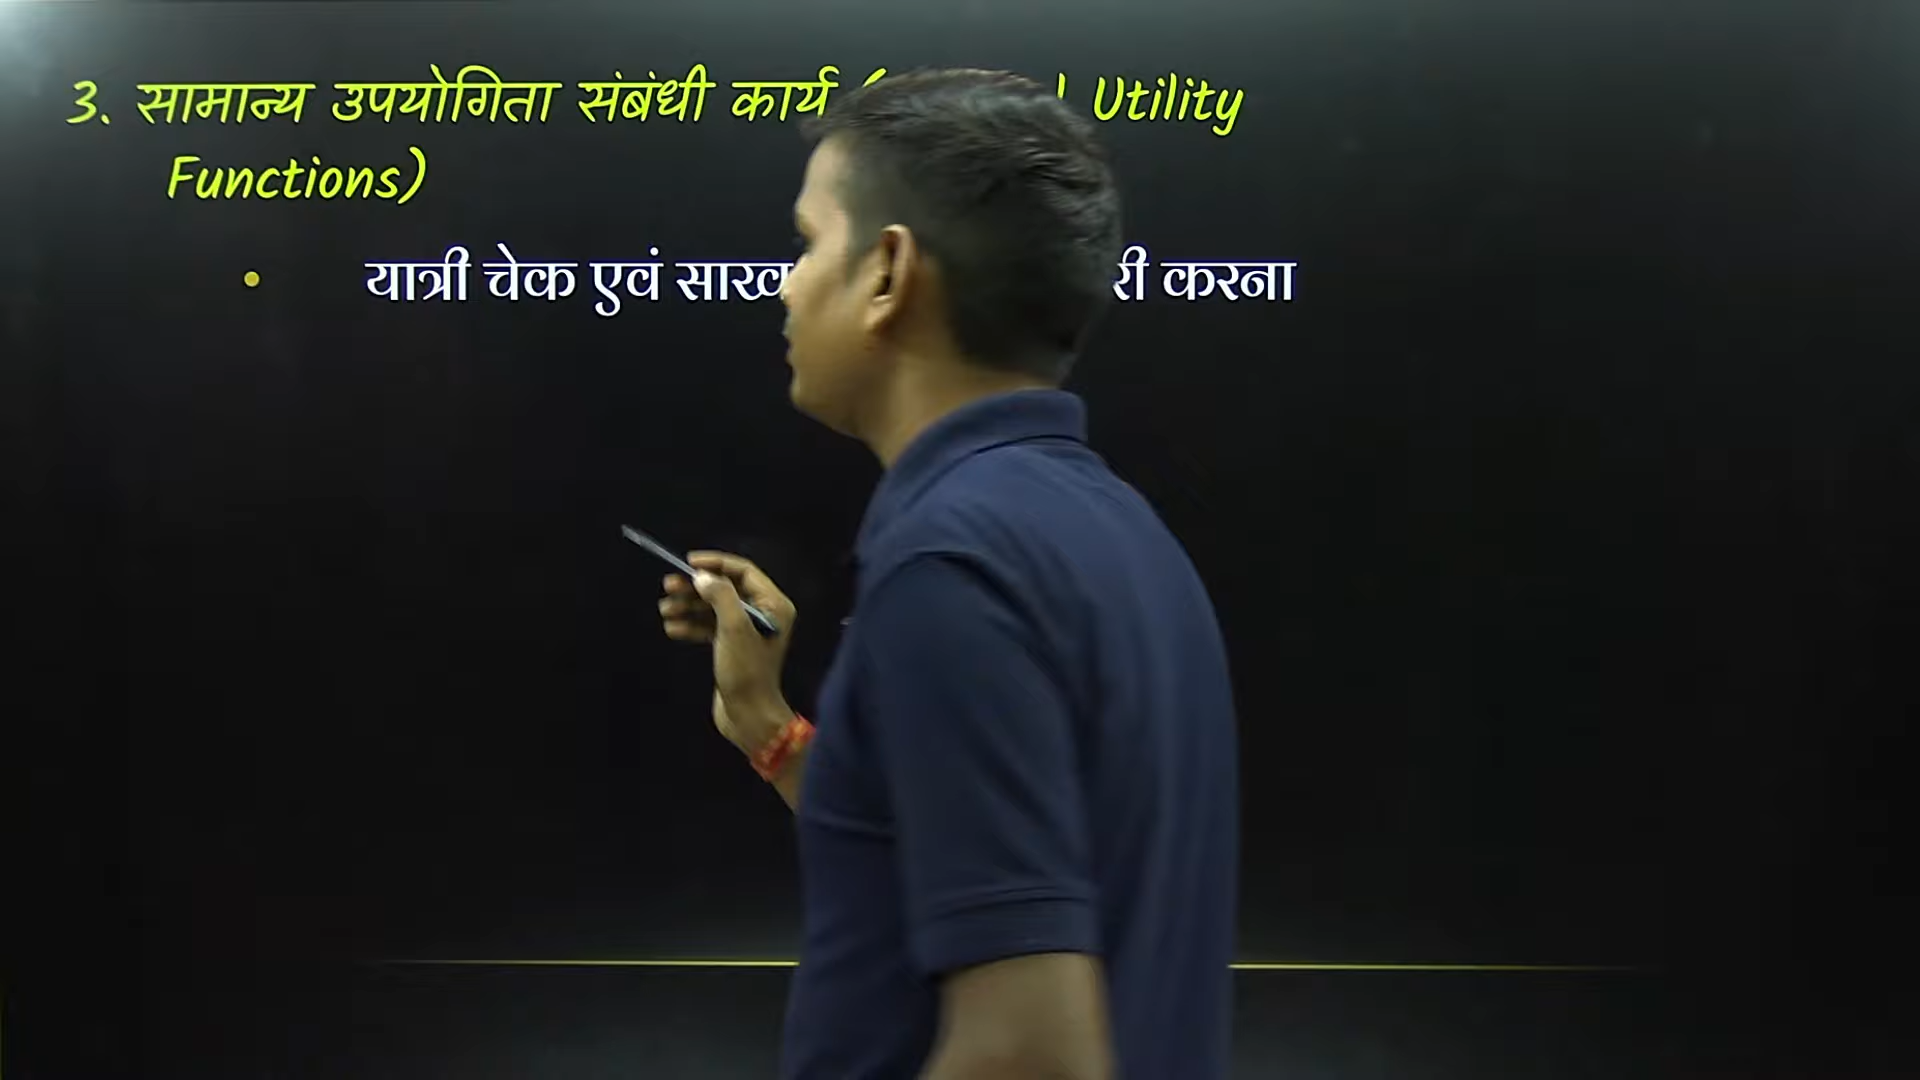 3. सामान्य उपयोगिता संबंधी कार्य ( Utility
Functions)
• यात्री चेक एवं करना